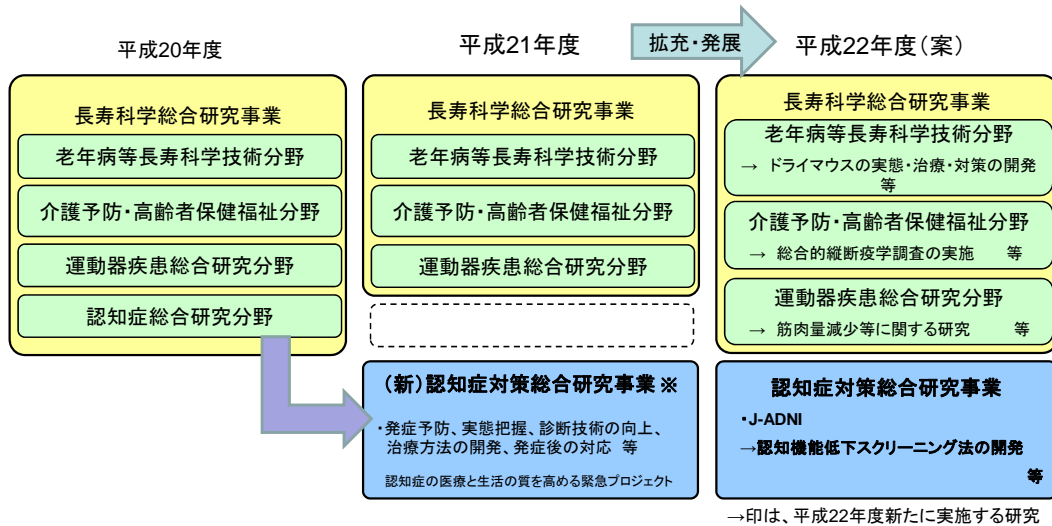 平成20年度
長寿科学総合研究事業
老年病等長寿科学技術分野
介護予防・高齢者保健福祉分野
運動器疾患総合研究分野
認知症総合研究分野
平成21年度
長寿科学総合研究事業
老年病等長寿科学技術分野
介護予防・高齢者保健福祉分野
運動器疾患総合研究分野
(新)認知症対策総合研究事業※
・発症予防、実態把握、診断技術の向上、
治療方法の開発、発症後の対応 等
認知症の医療と生活の質を高める緊急プロジェクト
拡充・発展
平成22年度(案)
長寿科学総合研究事業
老年病等長寿科学技術分野
→ ドライマウスの実態・治療・対策の開発
等
介護予防・高齢者保健福祉分野
→ 総合的縦断疫学調査の実施 等
運動器疾患総合研究分野
→ 筋肉量減少等に関する研究 等
認知症対策総合研究事業
・J-ADNI
→認知機能低下スクリーニング法の開発
等
→印は、平成22年度新たに実施する研究